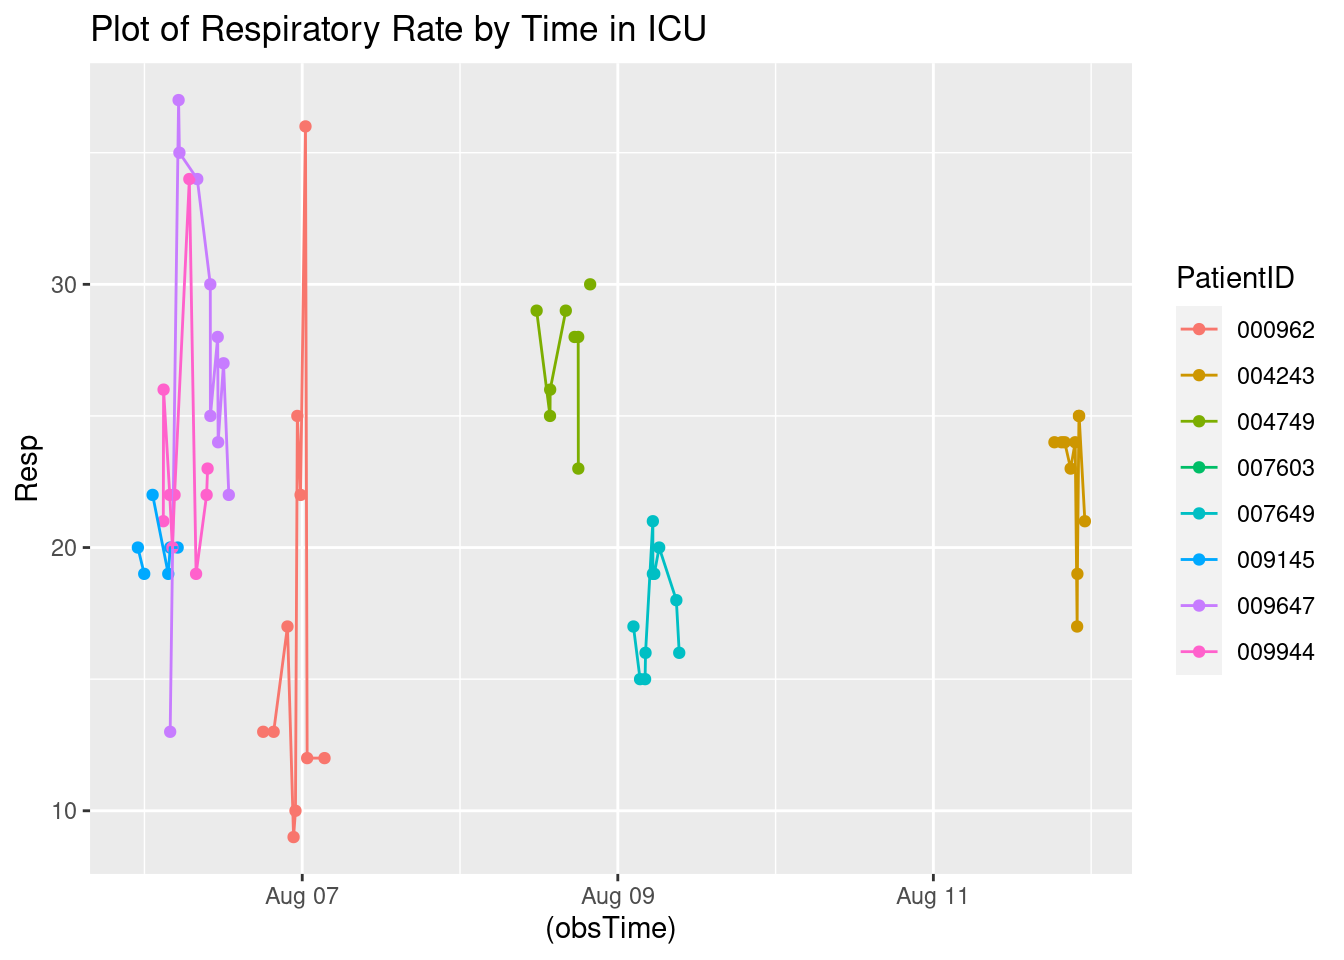 Plot of Respiratory Rate by Time in ICU
Resp
30
20
10
Aug 07
Aug 09
Aug 11
(obsTime)
PatientID
000962
004243
004749
007603
007649
009145
009647
009944